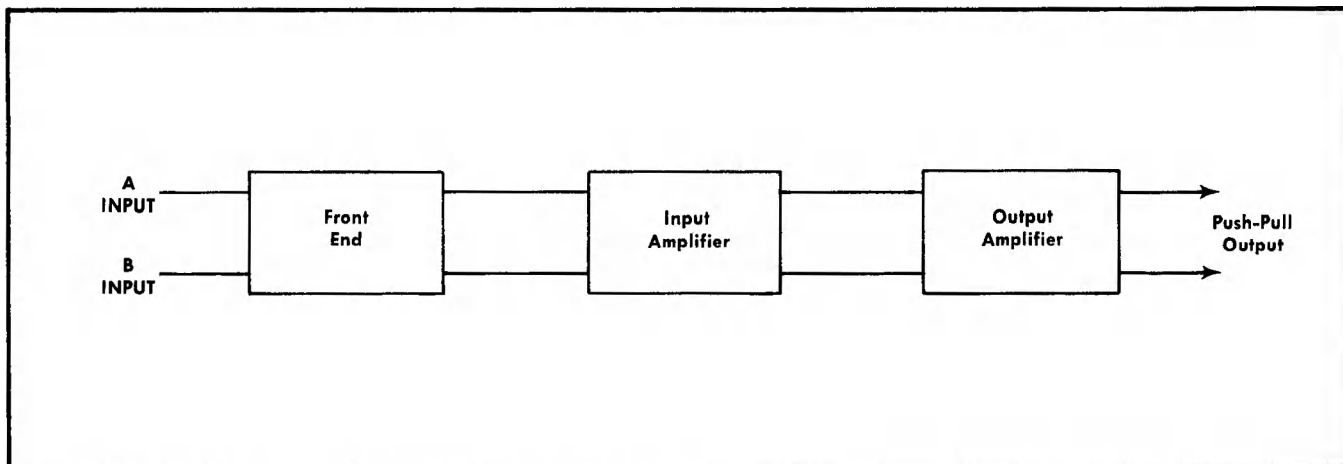 A
INPUT
B
INPUT
Front
End
Input
Amplifier
Output
Amplifier
Push-Pull
Output